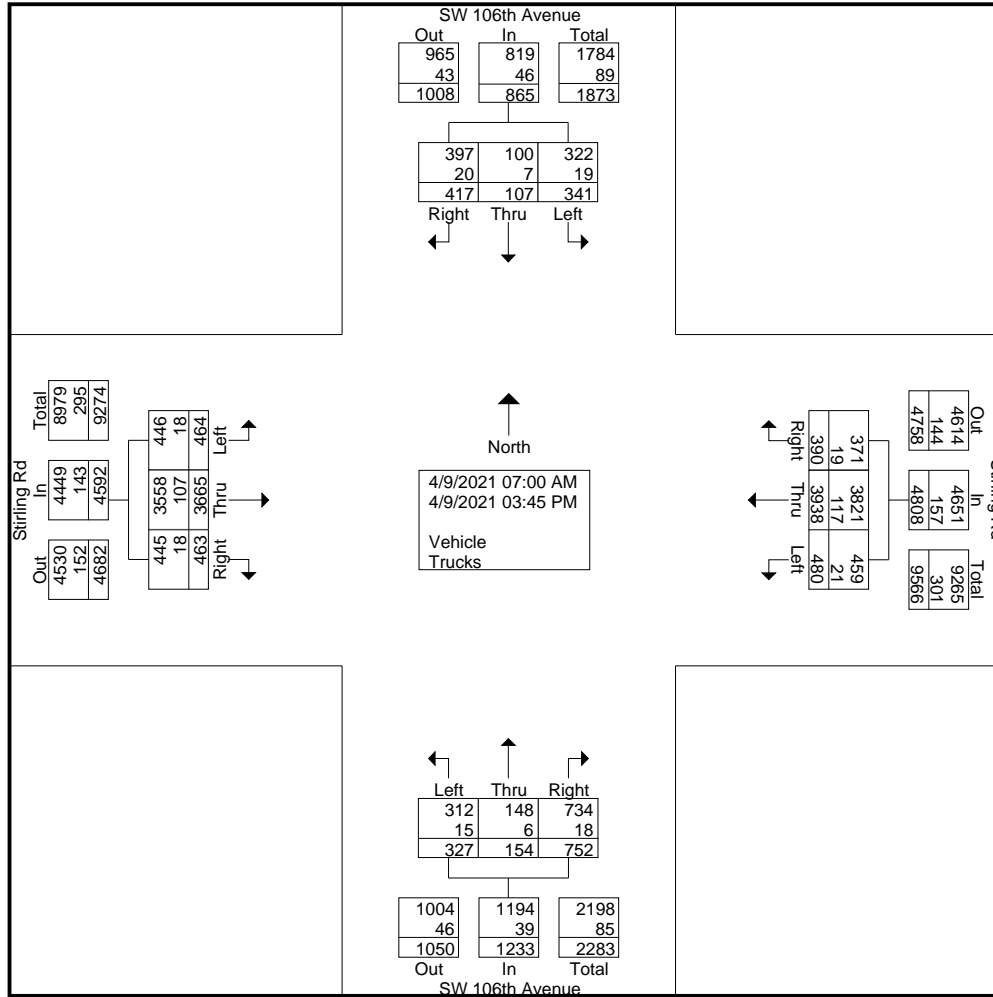 SW 106th Avenue
Out In Total
965 819 1784
43 46 89
1008 865 1873
397 100 322
20 7 19
417 107 341
Right Thru Left
Stirling Rd
Total In Out
8979 4449 4530
295 143 152
9274 4592 4682
446 3558 445
18 107 18
464 3665 463
Left Thru Right
North
4/9/2021 07:00 AM
4/9/2021 03:45 PM
Vehicle
Trucks
Out In Total
4614 4651 9265
144 157 301
4758 4808 9566
371 3821 459
19 117 21
390 3938 480
Right Thru Left
Left Thru Right
312 148 734
15 6 18
327 154 752
1004 1194 2198
46 39 85
1050 1233 2283
Out In Total
SW 106th Avenue